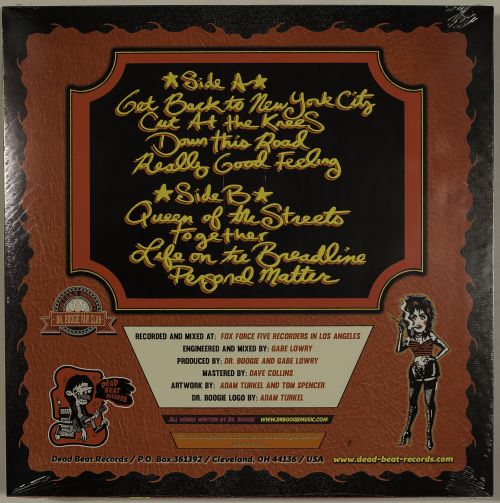 ★ Side A ★
Get Back to New York City
Cut At the Knees
Down this Road
Really Good Feeling
★ Side B ★
Queen of the Streets
Together
Life on the Breadline
Personal Matter
DR. BOOGIE FAN CLUB
RECORDED AND MIXED AT: FOX FORCE FIVE RECORDERS IN LOS ANGELES
ENGINEERED AND MIXED BY: GABE LOWRY
PRODUCED BY: DR. BOOGIE AND GABE LOWRY
MASTERED BY: DAVE COLLINS
ARTWORK BY: ADAM TURKEL AND TOM SPENCER
DR. BOOGIE LOGO BY: ADAM TURKEL
DEAD BEAT RECORDS
ALL SONGS WRITTEN BY DR. BOOGIE WWW.DRBOOGIEMUSIC.COM
Dead Beat Records / P.O. Box 361392 / Cleveland, OH 44136 / USA
www.dead-beat-records.com